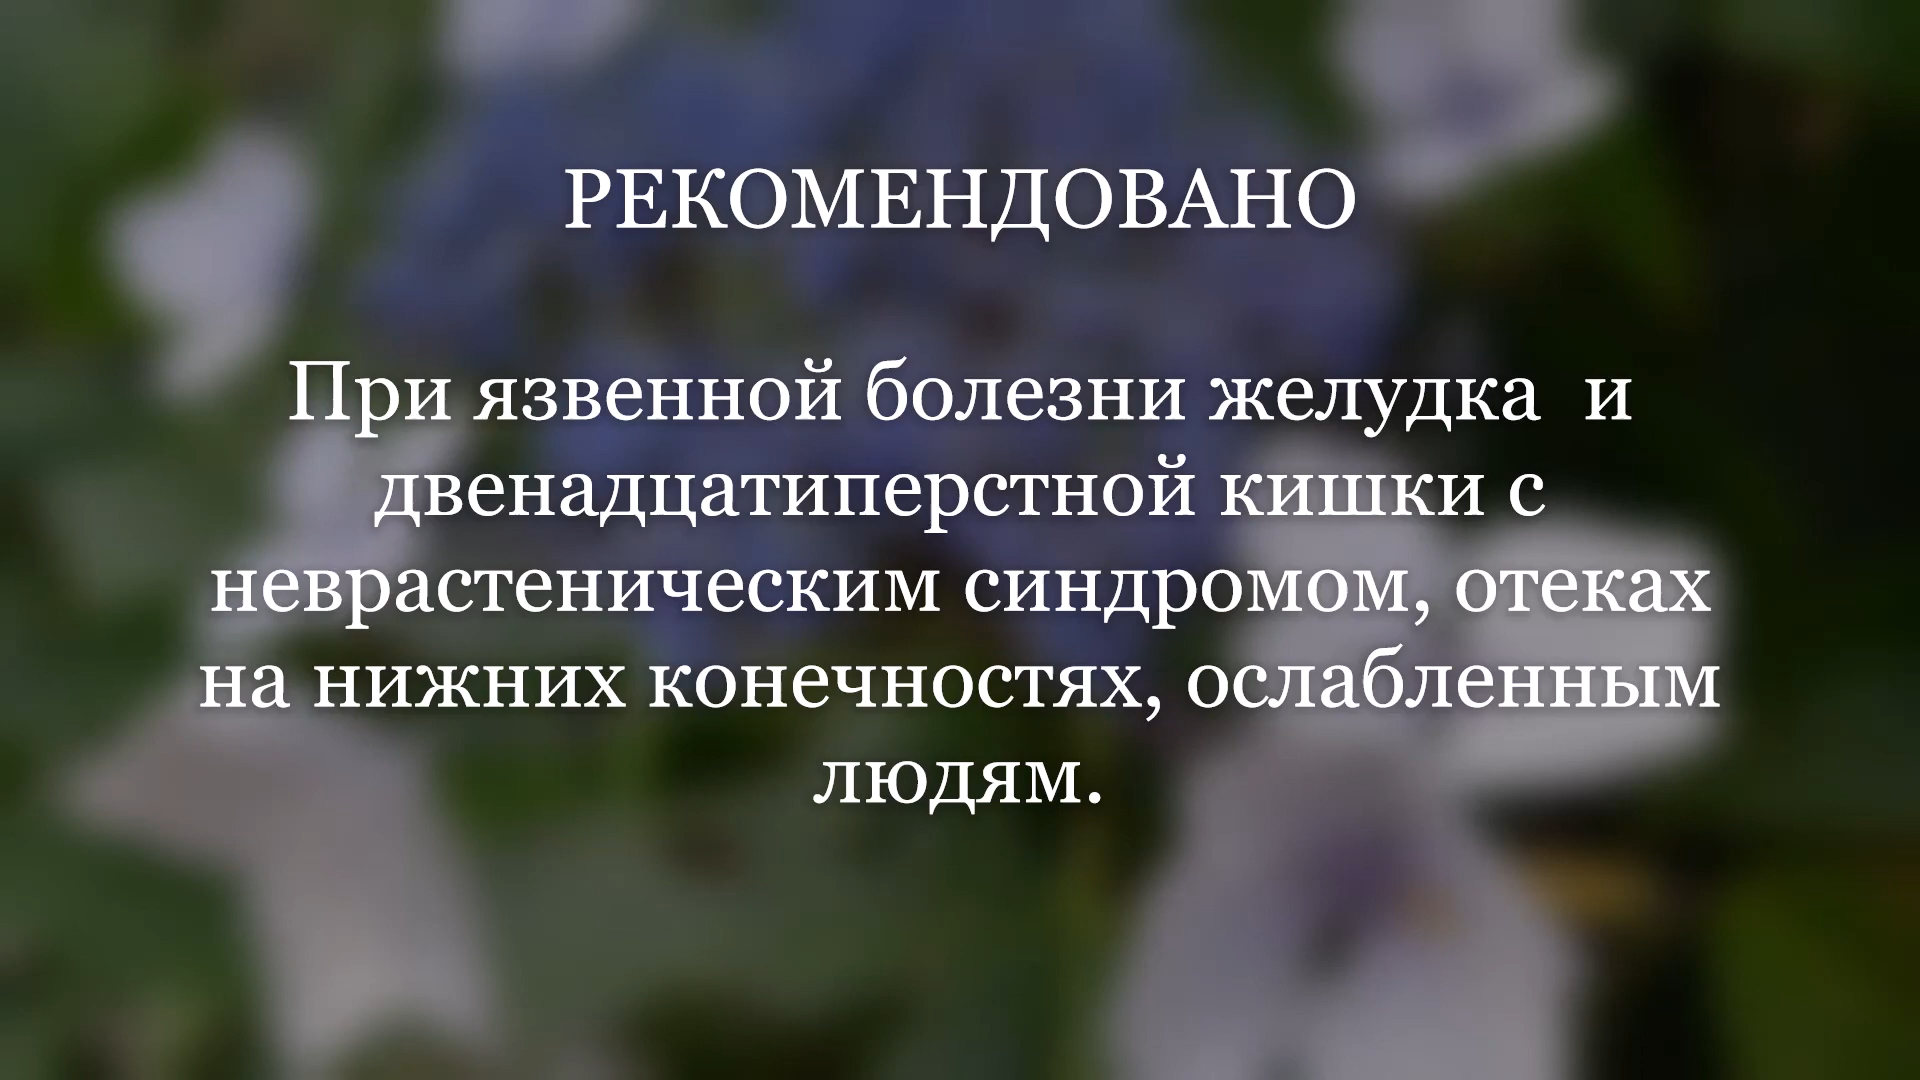 РЕКОМЕНДОВАНО
При язвенной болезни желудка  и
двенадцатиперстной кишки с
неврастеническим синдромом, отеках
на нижних конечностях, ослабленным
людям.